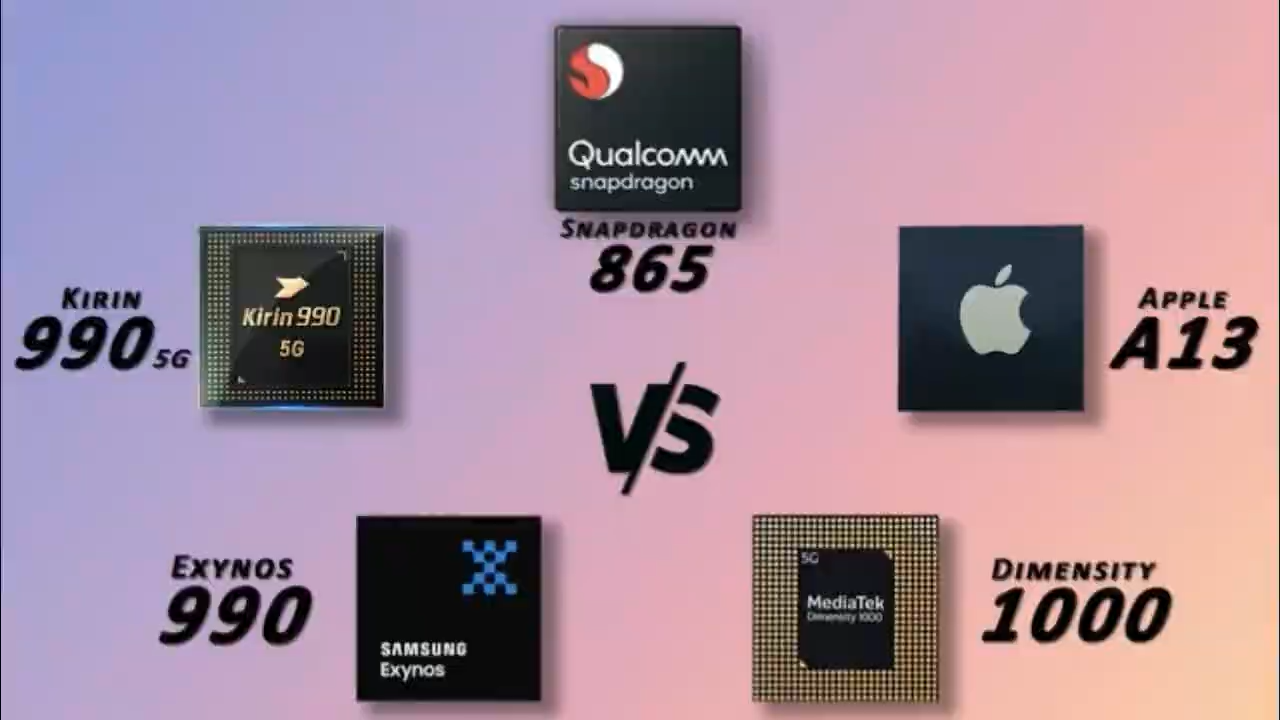 Qualcomm
snapdragon
SNAPDRAGON
865
KIRIN
990 5G
Kirin 990
5G
APPLE
A13
VS
EXYNOS
990
SAMSUNG
Exynos
5G
MediaTek
Dimensity 1000
DIMENSITY
1000